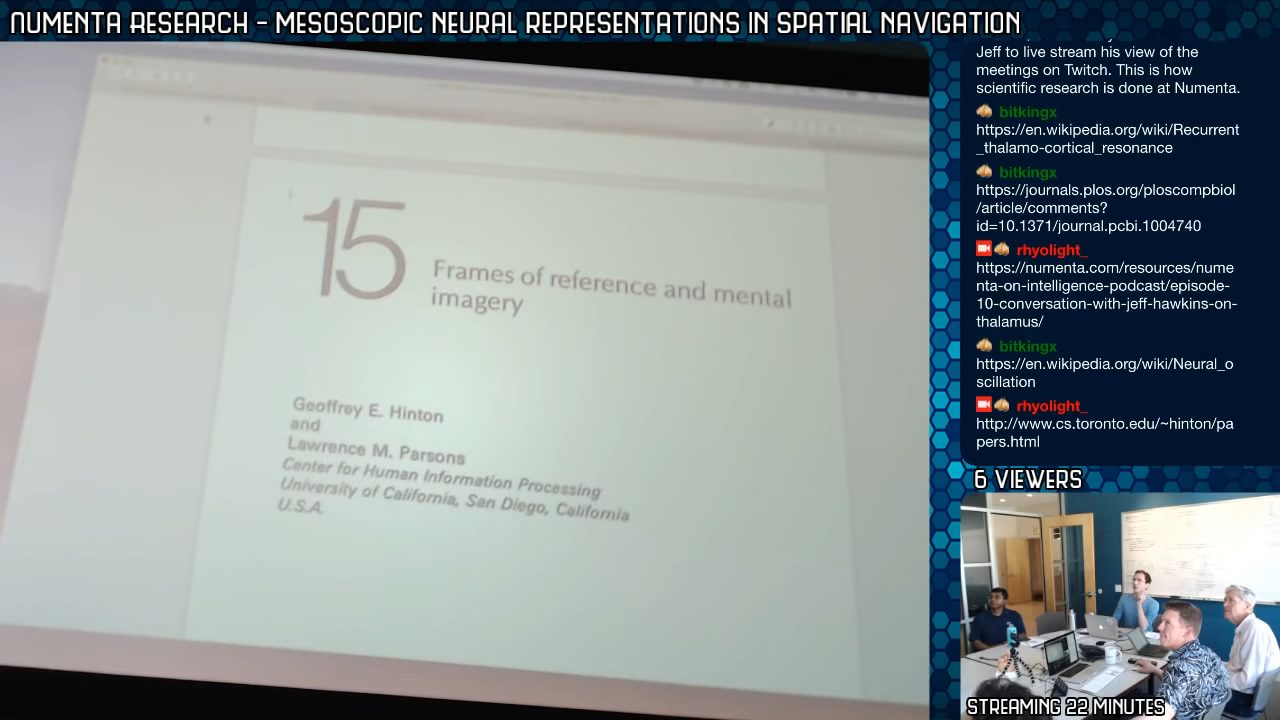 NUMENTA RESEARCH - MESOSCOPIC NEURAL REPRESENTATIONS IN SPATIAL NAVIGATION
15
Frames of reference and mental
imagery
Geoffrey E. Hinton
and
Lawrence M. Parsons
Center for Human Information Processing
University of California, San Diego, California
U.S.A.
Jeff to live stream his view of the
meetings on Twitch. This is how
scientific research is done at Numenta.
bitkingx
https://en.wikipedia.org/wiki/Recurrent
_thalamo-cortical_resonance
bitkingx
https://journals.plos.org/ploscompbiol
/article/comments?
id=10.1371/journal.pcbi.1004740
rhyolight_
https://numenta.com/resources/nume
nta-on-intelligence-podcast/episode-
10-conversation-with-jeff-hawkins-on-
thalamus/
bitkingx
https://en.wikipedia.org/wiki/Neural_o
scillation
rhyolight_
http://www.cs.toronto.edu/~hinton/pa
pers.html
6 VIEWERS
STREAMING 22 MINUTES